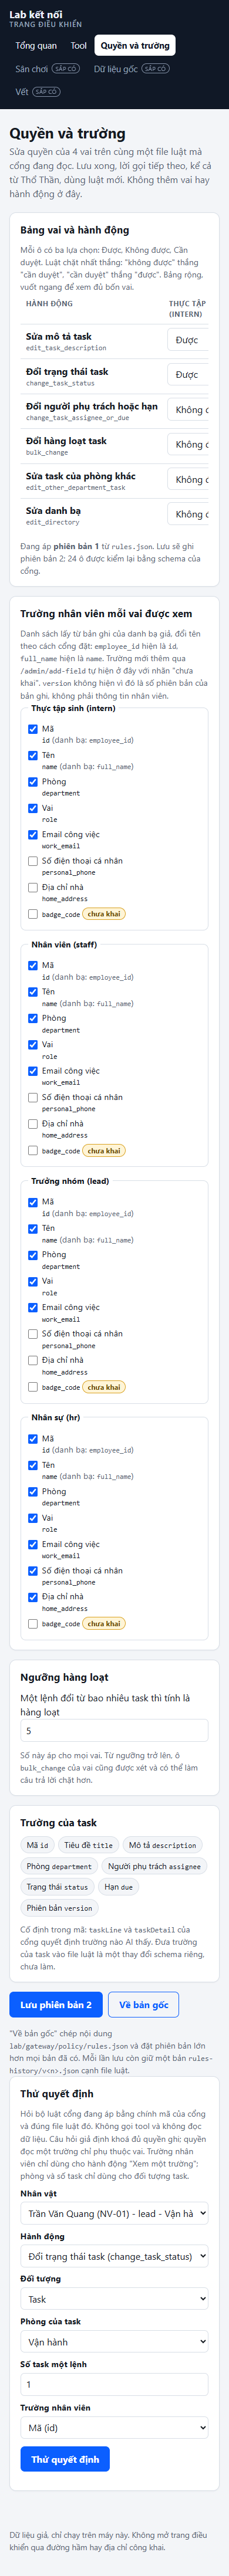 Lab kết nối
TRANG ĐIỀU KHIỂN
Tổng quan Tool Quyền và trường
Sân chơi SẮP CÓ Dữ liệu gốc SẮP CÓ
Vết SẮP CÓ
Quyền và trường
Sửa quyền của 4 vai trên cùng một file luật mà
cổng đang đọc. Lưu xong, lời gọi tiếp theo, kể cả
từ Thổ Thần, dùng luật mới. Không thêm vai hay
hành động ở đây.
Bảng vai và hành động
Mỗi ô có ba lựa chọn: Được, Không được, Cần
duyệt. Luật chặt nhất thắng: "không được" thắng
"cần duyệt", "cần duyệt" thắng "được". Bảng rộng,
vuốt ngang để xem đủ bốn vai.
HÀNH ĐỘNG THỰC TẬP
(INTERN)
Sửa mô tả task
edit_task_description
Được
Đổi trạng thái task
change_task_status
Được
Đổi người phụ trách hoặc hạn
change_task_assignee_or_due
Không
Đổi hàng loạt task
bulk_change
Không
Sửa task của phòng khác
edit_other_department_task
Không
Sửa danh bạ
edit_directory
Không
Đang áp phiên bản 1 từ rules.json. Lưu sẽ ghi
phiên bản 2; 24 ô được kiểm lại bằng schema của
cổng.
Trường nhân viên mỗi vai được xem
Danh sách lấy từ bản ghi của danh bạ giả, đổi tên
theo cách cổng đặt: employee_id hiện là id,
full_name hiện là name. Trường mới thêm qua
/admin/add-field tự hiện ở đây với nhãn "chưa
khai". version không hiện vì đó là số phiên bản của
bản ghi, không phải thông tin nhân viên.
Thực tập sinh (intern)
Mã
id (danh bạ: employee_id)
Tên
name (danh bạ: full_name)
Phòng
department
Vai
role
Email công việc
work_email
Số điện thoại cá nhân
personal_phone
Địa chỉ nhà
home_address
badge_code chưa khai
Nhân viên (staff)
Mã
id (danh bạ: employee_id)
Tên
name (danh bạ: full_name)
Phòng
department
Vai
role
Email công việc
work_email
Số điện thoại cá nhân
personal_phone
Địa chỉ nhà
home_address
badge_code chưa khai
Trưởng nhóm (lead)
Mã
id (danh bạ: employee_id)
Tên
name (danh bạ: full_name)
Phòng
department
Vai
role
Email công việc
work_email
Số điện thoại cá nhân
personal_phone
Địa chỉ nhà
home_address
badge_code chưa khai
Nhân sự (hr)
Mã
id (danh bạ: employee_id)
Tên
name (danh bạ: full_name)
Phòng
department
Vai
role
Email công việc
work_email
Số điện thoại cá nhân
personal_phone
Địa chỉ nhà
home_address
badge_code chưa khai
Ngưỡng hàng loạt
Một lệnh đổi từ bao nhiêu task thì tính là
hàng loạt
5
Số này áp cho mọi vai. Từ ngưỡng trở lên, ô
bulk_change của vai cũng được xét và có thể làm
câu trả lời chặt hơn.
Trường của task
Mã id Tiêu đề title Mô tả description
Phòng department Người phụ trách assignee
Trạng thái status Hạn due
Phiên bản version
Cố định trong mã: taskLine và taskDetail của
cổng quyết định trường nào AI thấy. Đưa trường
của task vào file luật là một thay đổi schema riêng,
chưa làm.
Lưu phiên bản 2 Về bản gốc
"Về bản gốc" chép nội dung
lab/gateway/policy/rules.json và đặt phiên bản lớn
hơn mọi bản đã có. Mỗi lần lưu còn giữ một bản rules-
history/v<n>.json cạnh file luật.
Thử quyết định
Hỏi bộ luật cổng đang áp bằng chính mã của cổng
và đúng file luật đó. Không gọi tool và không đọc
dữ liệu. Câu hỏi giả định khoá đủ quyền ghi; quyền
đọc một trường chỉ phụ thuộc vai. Trường nhân
viên chỉ dùng cho hành động "Xem một trường";
phòng và số task chỉ dùng cho đối tượng task.
Nhân vật
Trần Văn Quang (NV-01) - lead - Vận hà
Hành động
Đổi trạng thái task (change_task_status)
Đối tượng
Task
Phòng của task
Vận hành
Số task một lệnh
1
Trường nhân viên
Mã (id)
Thử quyết định
Dữ liệu giả, chỉ chạy trên máy này. Không mở trang điều
khiển qua đường hầm hay địa chỉ công khai.